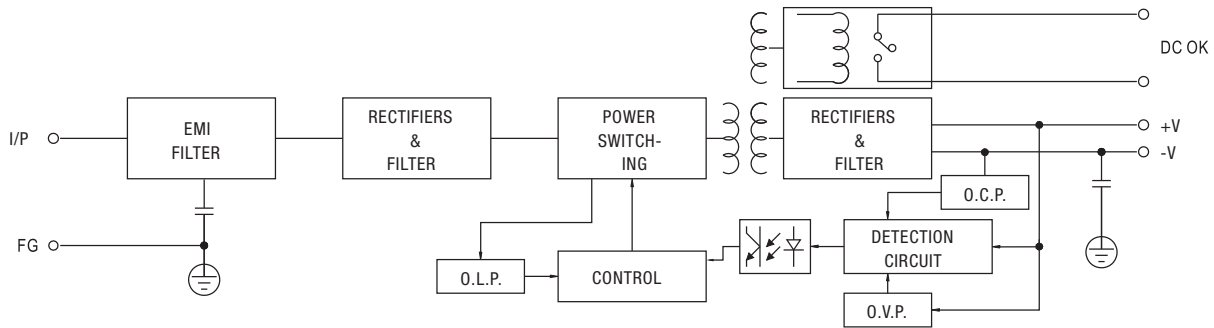 DC OK
I/P
EMI
FILTER
RECTIFIERS
&
FILTER
POWER
SWITCH-
ING
RECTIFIERS
&
FILTER
+V
-V
O.C.P.
FG
O.L.P.
CONTROL
DETECTION
CIRCUIT
O.V.P.